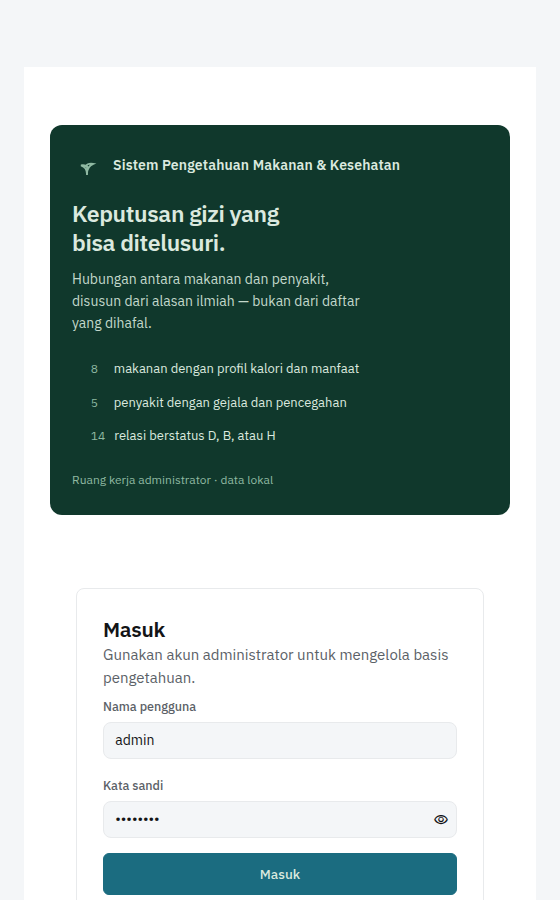 Sistem Pengetahuan Makanan & Kesehatan
Keputusan gizi yang
bisa ditelusuri.
Hubungan antara makanan dan penyakit,
disusun dari alasan ilmiah — bukan dari daftar
yang dihafal.
8 makanan dengan profil kalori dan manfaat
5 penyakit dengan gejala dan pencegahan
14 relasi berstatus D, B, atau H
Ruang kerja administrator · data lokal
Masuk
Gunakan akun administrator untuk mengelola basis
pengetahuan.
Nama pengguna
admin
Kata sandi
••••••••
Masuk